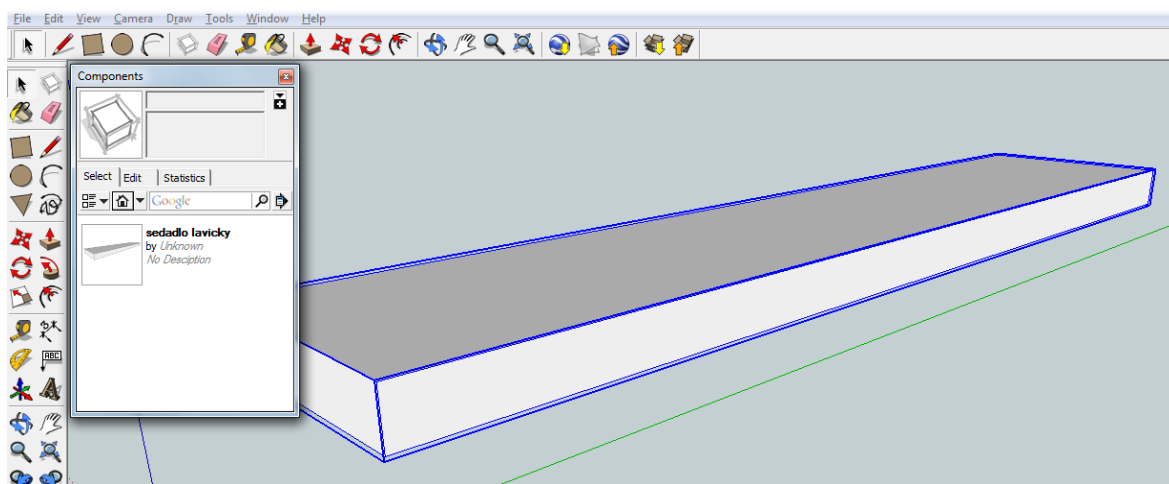 File Edit View Camera Draw Tools Window Help
Components
Select Edit Statistics
Google
sedadlo lavicky
by Unknown
No Desciption
ABC